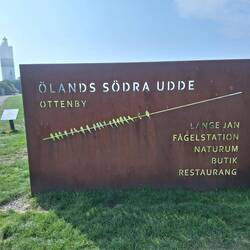 ÖLANDS SÖDRA UDDE
OTTENBY
LÅNGE JAN
FÅGELSTATION
NATURUM
BUTIK
RESTAURANG